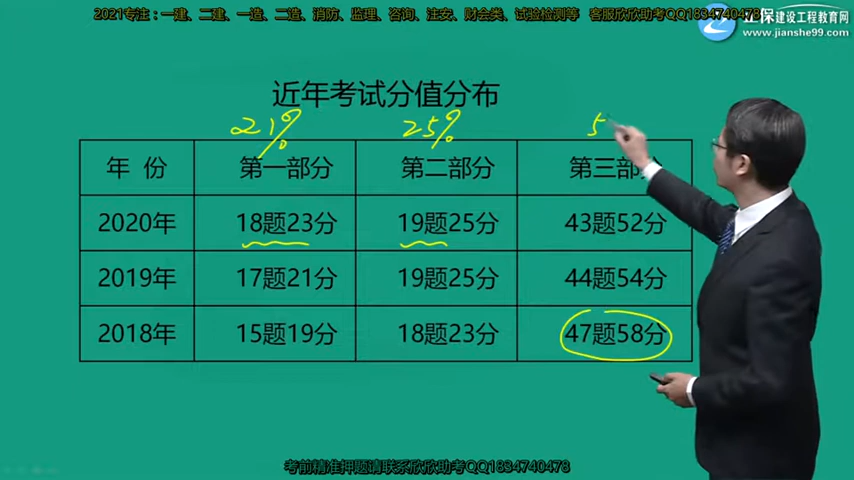 2021专注：一建、二建、一造、二造、消防、监理、咨询、注安、财会类、试验检测等 客服欣欣助考QQ1834740478
建设工程教育网
www.jianshe99.com
近年考试分值分布
21% 25% 5
年 份 第一部分 第二部分 第三部分
2020年 18题23分 19题25分 43题52分
2019年 17题21分 19题25分 44题54分
2018年 15题19分 18题23分 47题58分
考前精准押题请联系欣欣助考QQ1834740478